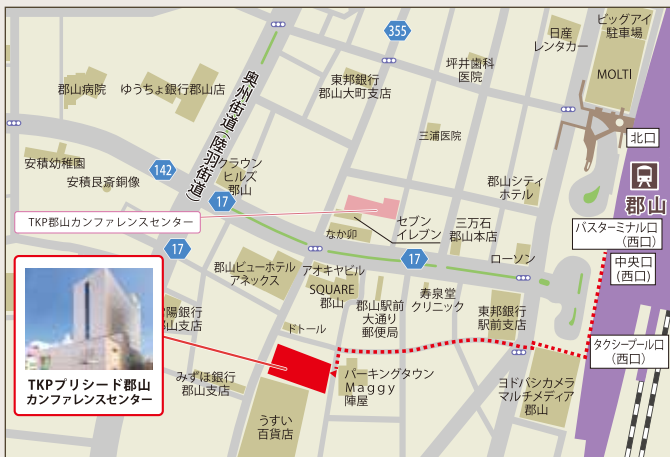 355
ビッグアイ
駐車場
日産
レンタカー
MOLTI
坪井歯科
医院
東邦銀行
郡山大町支店
郡山病院
ゆうちょ銀行郡山店
奥州街道(陸羽街道)
三浦医院
北口
安積幼稚園
安積艮斎銅像
142
クラウン
ヒルズ
郡山
17
郡山シティ
ホテル
郡山
TKP郡山カンファレンスセンター
なか卯
セブン
イレブン
三万石
郡山本店
バスターミナル口
(西口)
17
17
ローソン
中央口
(西口)
郡山ビューホテル
アネックス
アオキヤビル
SQUARE
郡山
寿泉堂
クリニック
郡山駅前
大通り
郵便局
東邦銀行
駅前支店
陽銀行
山支店
ドトール
タクシープール口
(西口)
TKPプリシード郡山
カンファレンスセンター
みずほ銀行
郡山支店
パーキングタウン
Maggy
陣屋
ヨドバシカメラ
マルチメディア
郡山
うすい
百貨店